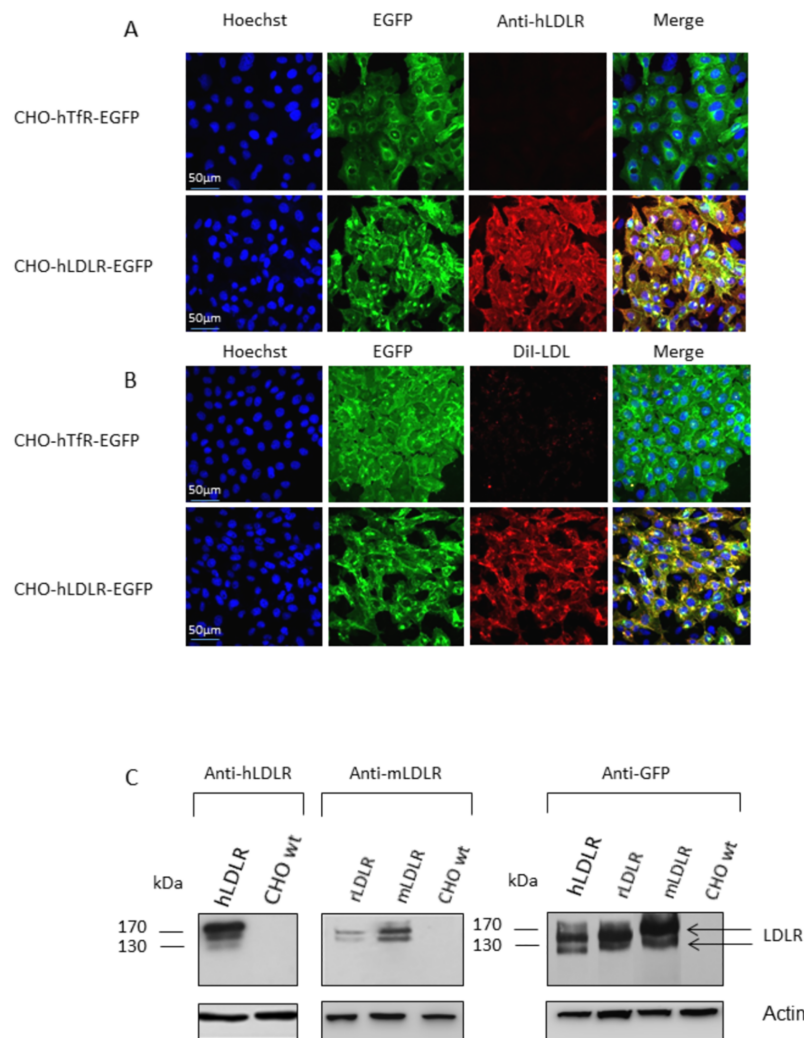 A
Hoechst EGFP Anti-hLDLR Merge
CHO-hTfR-EGFP
50µm
CHO-hLDLR-EGFP
50µm
B
Hoechst EGFP DiI-LDL Merge
CHO-hTfR-EGFP
50µm
CHO-hLDLR-EGFP
50µm
C
Anti-hLDLR Anti-mLDLR Anti-GFP
kDa hLDLR CHO wt rLDLR mLDLR CHO wt kDa hLDLR rLDLR mLDLR CHO wt
170 170
130 130
LDLR
Actin